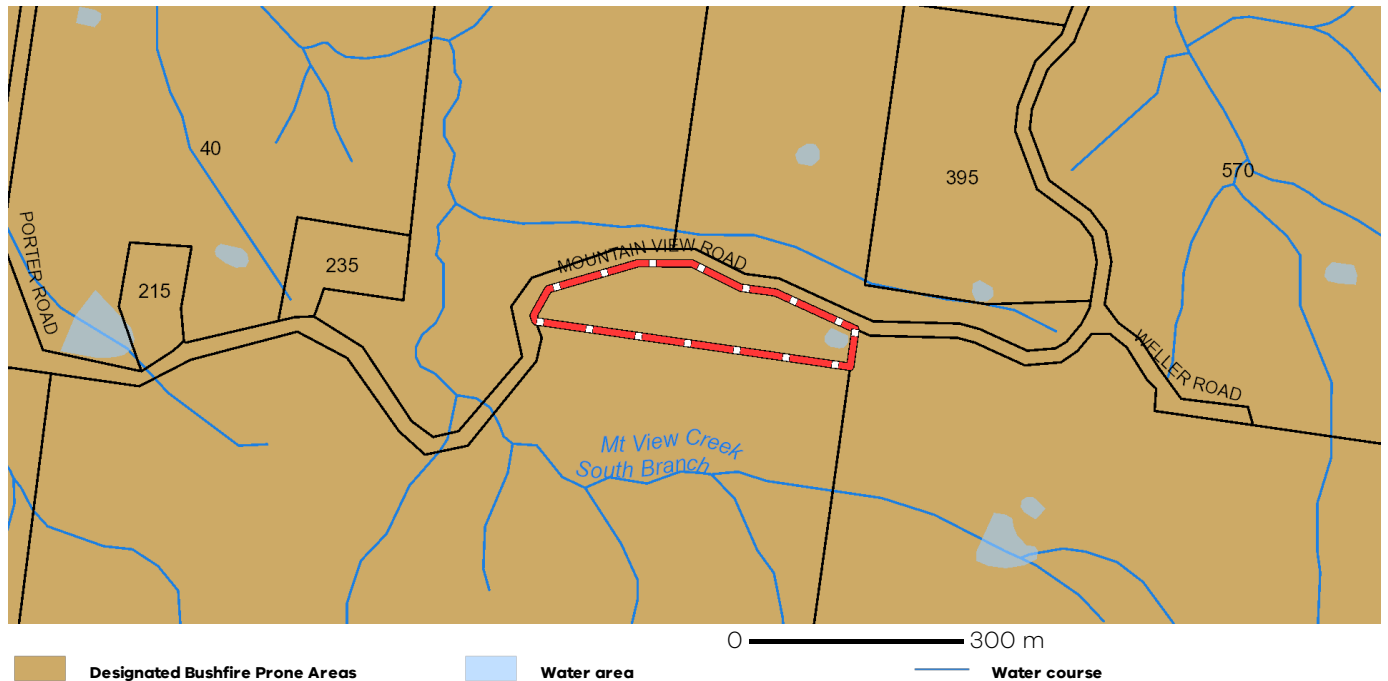 40
570
395
PORTER ROAD
MOUNTAIN VIEW ROAD
235
215
WELLER ROAD
Mt View Creek
South Branch
0 300 m
Designated Bushfire Prone Areas Water area Water course